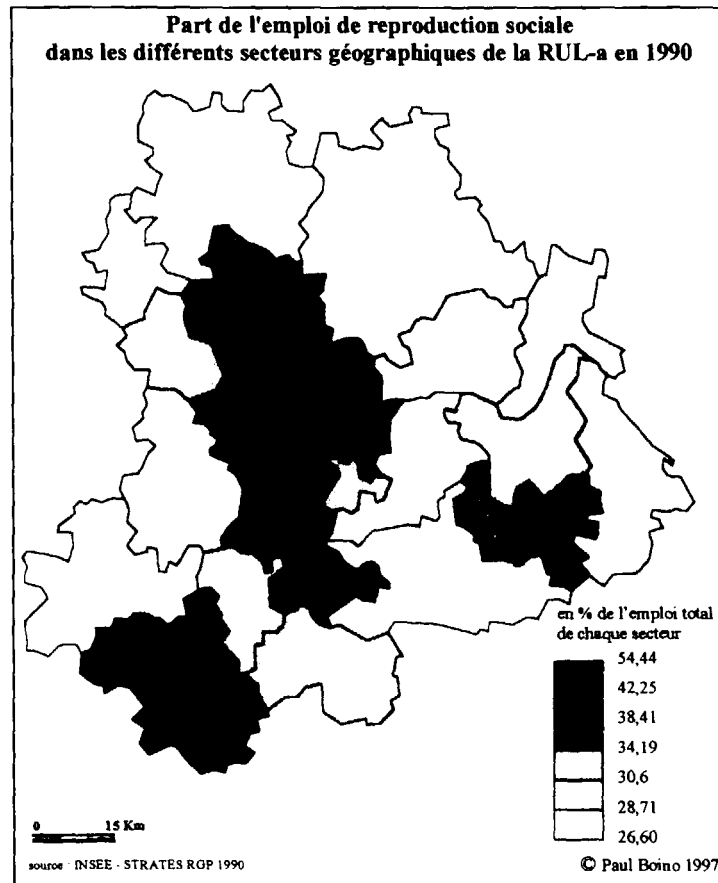 Part de l'emploi de reproduction sociale
dans les différents secteurs géographiques de la RUL-a en 1990
en % de l'emploi total
de chaque secteur
54,44
42,25
38,41
34,19
30,6
28,71
26,60
0 15 Km
source INSEE - STRATES RGP 1990
© Paul Boino 1997